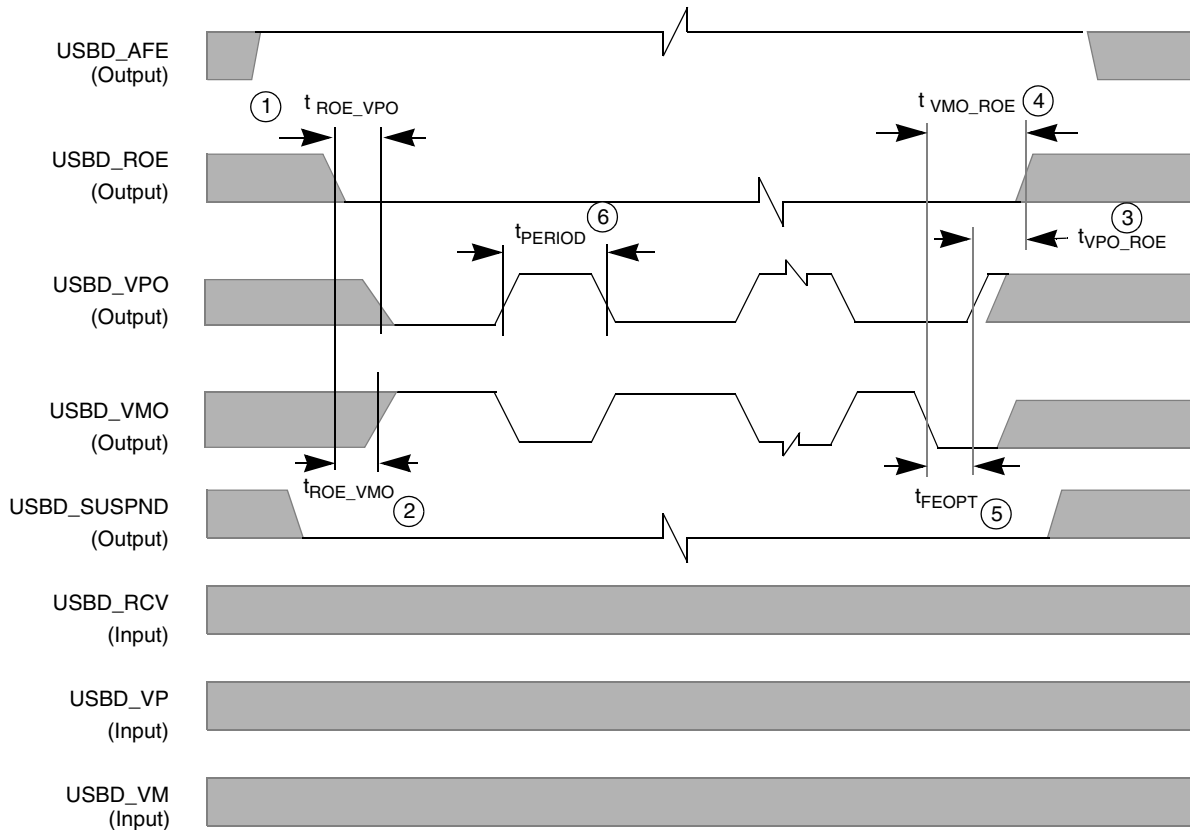 USBD_AFE
(Output)
1 t ROE_VPO
t VMO_ROE 4
USBD_ROE
(Output)
tPERIOD 6
3
tVPO_ROE
USBD_VPO
(Output)
USBD_VMO
(Output)
tROE_VMO 2
tFEOPT 5
USBD_SUSPND
(Output)
USBD_RCV
(Input)
USBD_VP
(Input)
USBD_VM
(Input)